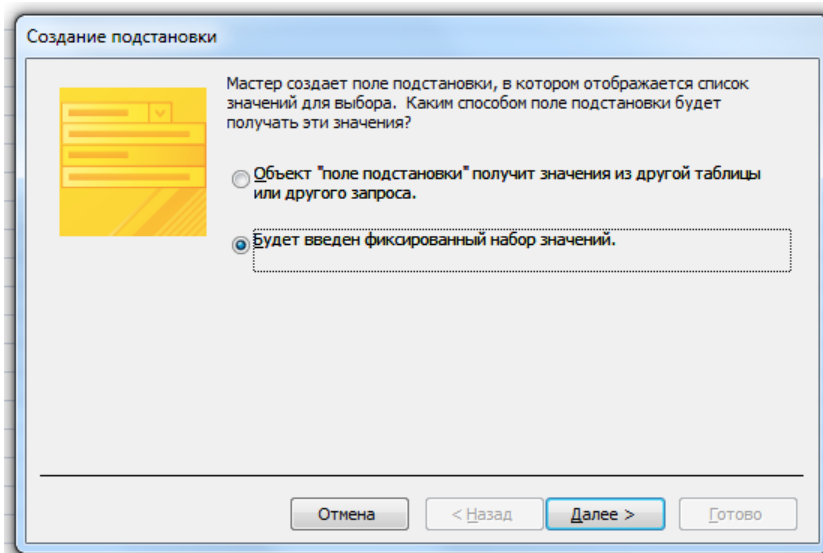 Создание подстановки
Мастер создает поле подстановки, в котором отображается список
значений для выбора. Каким способом поле подстановки будет
получать эти значения?
Объект "поле подстановки" получит значения из другой таблицы
или другого запроса.
Будет введен фиксированный набор значений.
Отмена
< Назад
Далее >
Готово